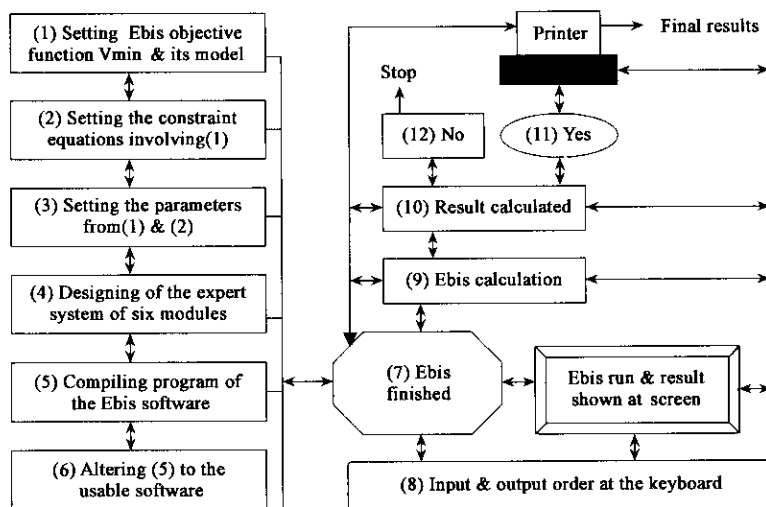 (1) Setting Ebis objective
function Vmin & its model
(2) Setting the constraint
equations involving(1)
(3) Setting the parameters
from(1) & (2)
(4) Designing of the expert
system of six modules
(5) Compiling program of
the Ebis software
(6) Altering (5) to the
usable software
Printer
Final results
Stop
(12) No
(11) Yes
(10) Result calculated
(9) Ebis calculation
(7) Ebis
finished
Ebis run & result
shown at screen
(8) Input & output order at the keyboard